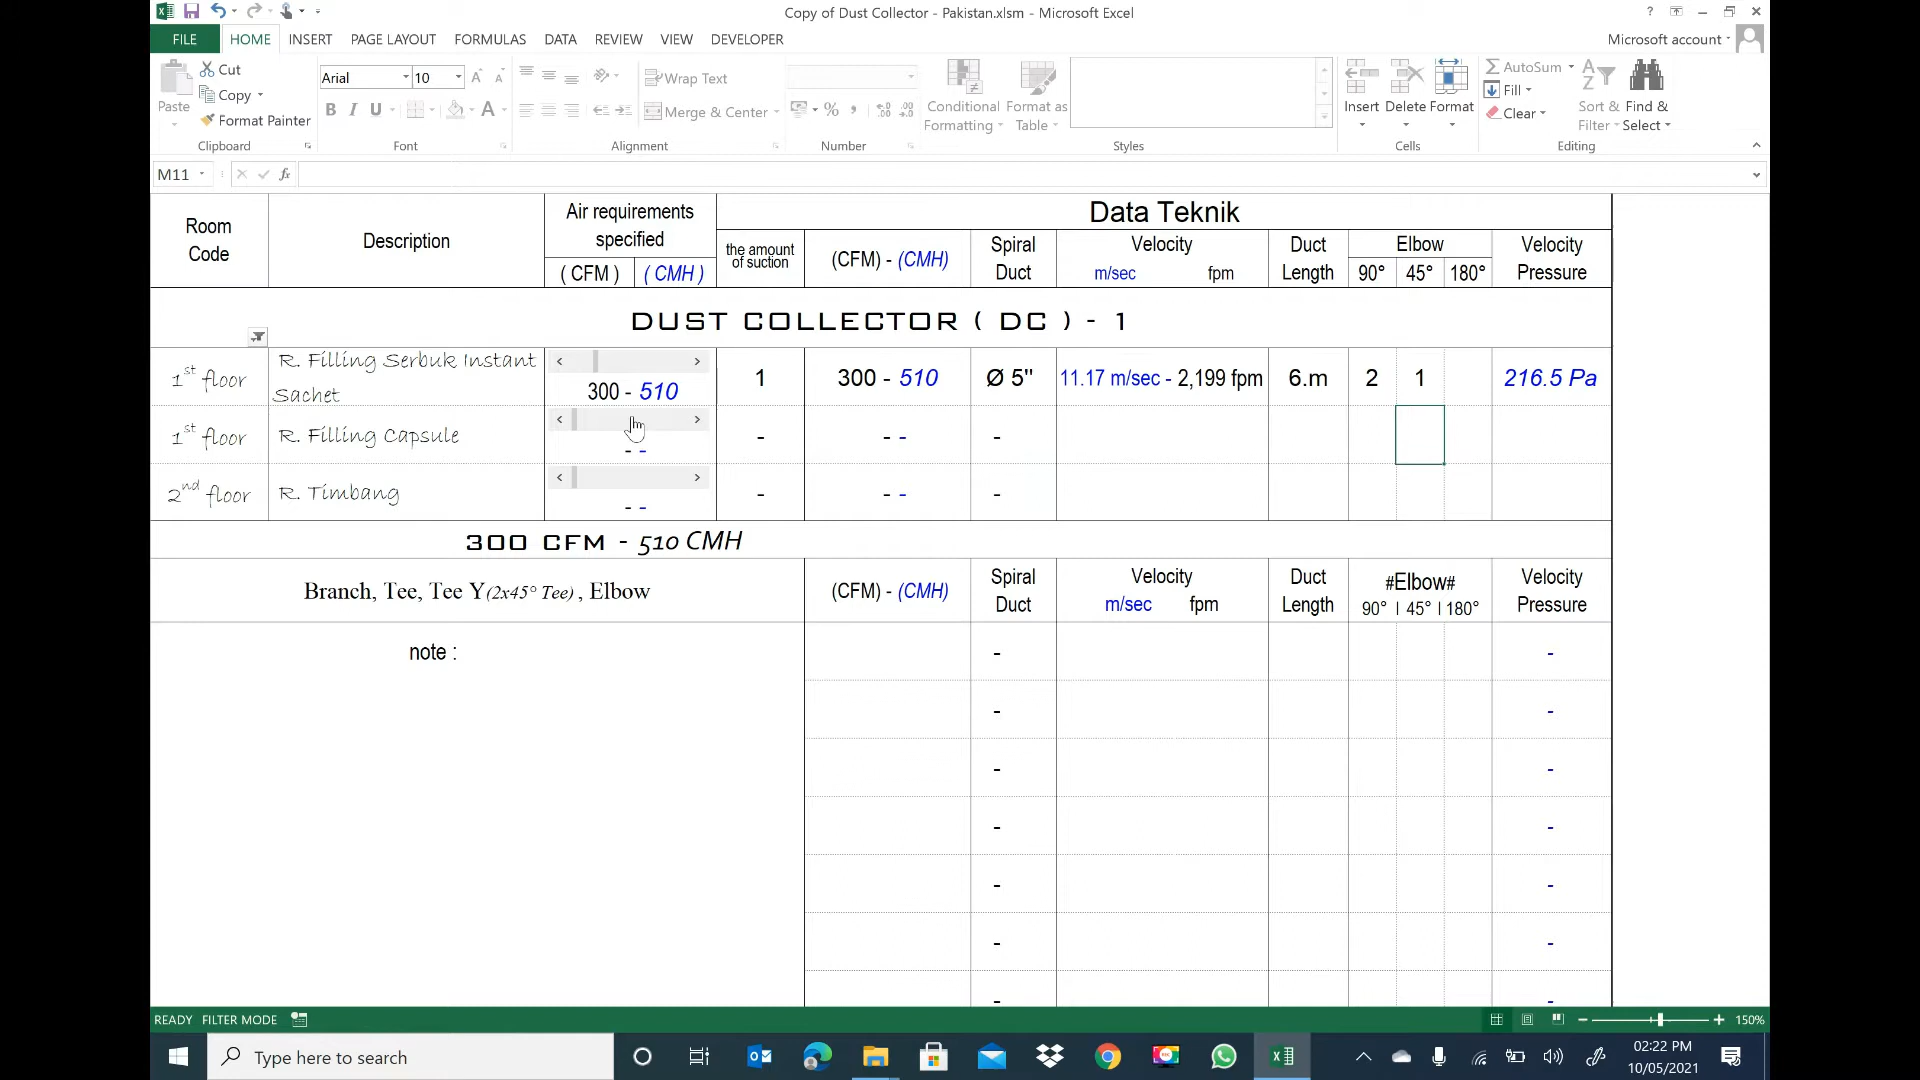 Copy of Dust Collector - Pakistan.xlsm - Microsoft Excel
FILE HOME INSERT PAGE LAYOUT FORMULAS DATA REVIEW VIEW DEVELOPER Microsoft account
Cut
Copy
Format Painter
Paste
Clipboard
Arial 10
B I U A
Font
Wrap Text
Merge & Center
Alignment
%
Number
Conditional Formatting
Format as Table
Styles
Insert Delete Format
Cells
AutoSum
Fill
Clear
Sort & Filter
Find & Select
Editing
M11 fx
Room Code
Description
Air requirements specified
( CFM ) ( CMH )
Data Teknik
the amount of suction
(CFM) - (CMH)
Spiral Duct
Velocity
m/sec fpm
Duct Length
Elbow
90° 45° 180°
Velocity Pressure
DUST COLLECTOR ( DC ) - 1
1st floor R. Filling Serbuk Instant Sachet 300 - 510 1 300 - 510 Ø 5" 11.17 m/sec - 2,199 fpm 6.m 2 1 216.5 Pa
1st floor R. Filling Capsule - - - - - -
2nd floor R. Timbang - - - - - -
300 CFM - 510 CMH
Branch, Tee, Tee Y(2x45° Tee) , Elbow
(CFM) - (CMH)
Spiral Duct
Velocity
m/sec fpm
Duct Length
#Elbow#
90° I 45° I 180°
Velocity Pressure
note :
- -
- -
- -
- -
- -
- -
- -
READY FILTER MODE 150%
Type here to search
02:22 PM
10/05/2021